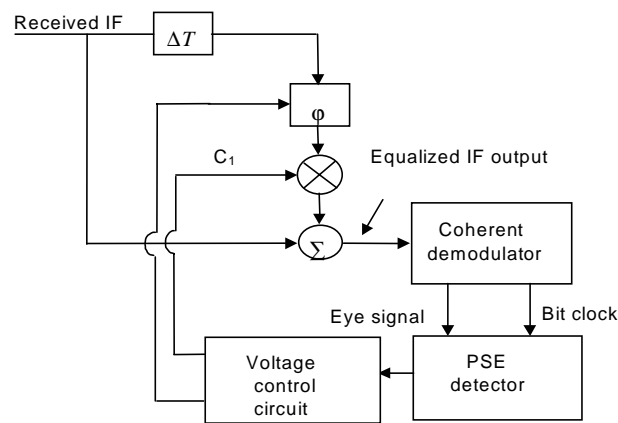 Received IF
ΔT
φ
C₁
Equalized IF output
Σ
Coherent
demodulator
Eye signal
Bit clock
Voltage
control
circuit
PSE
detector